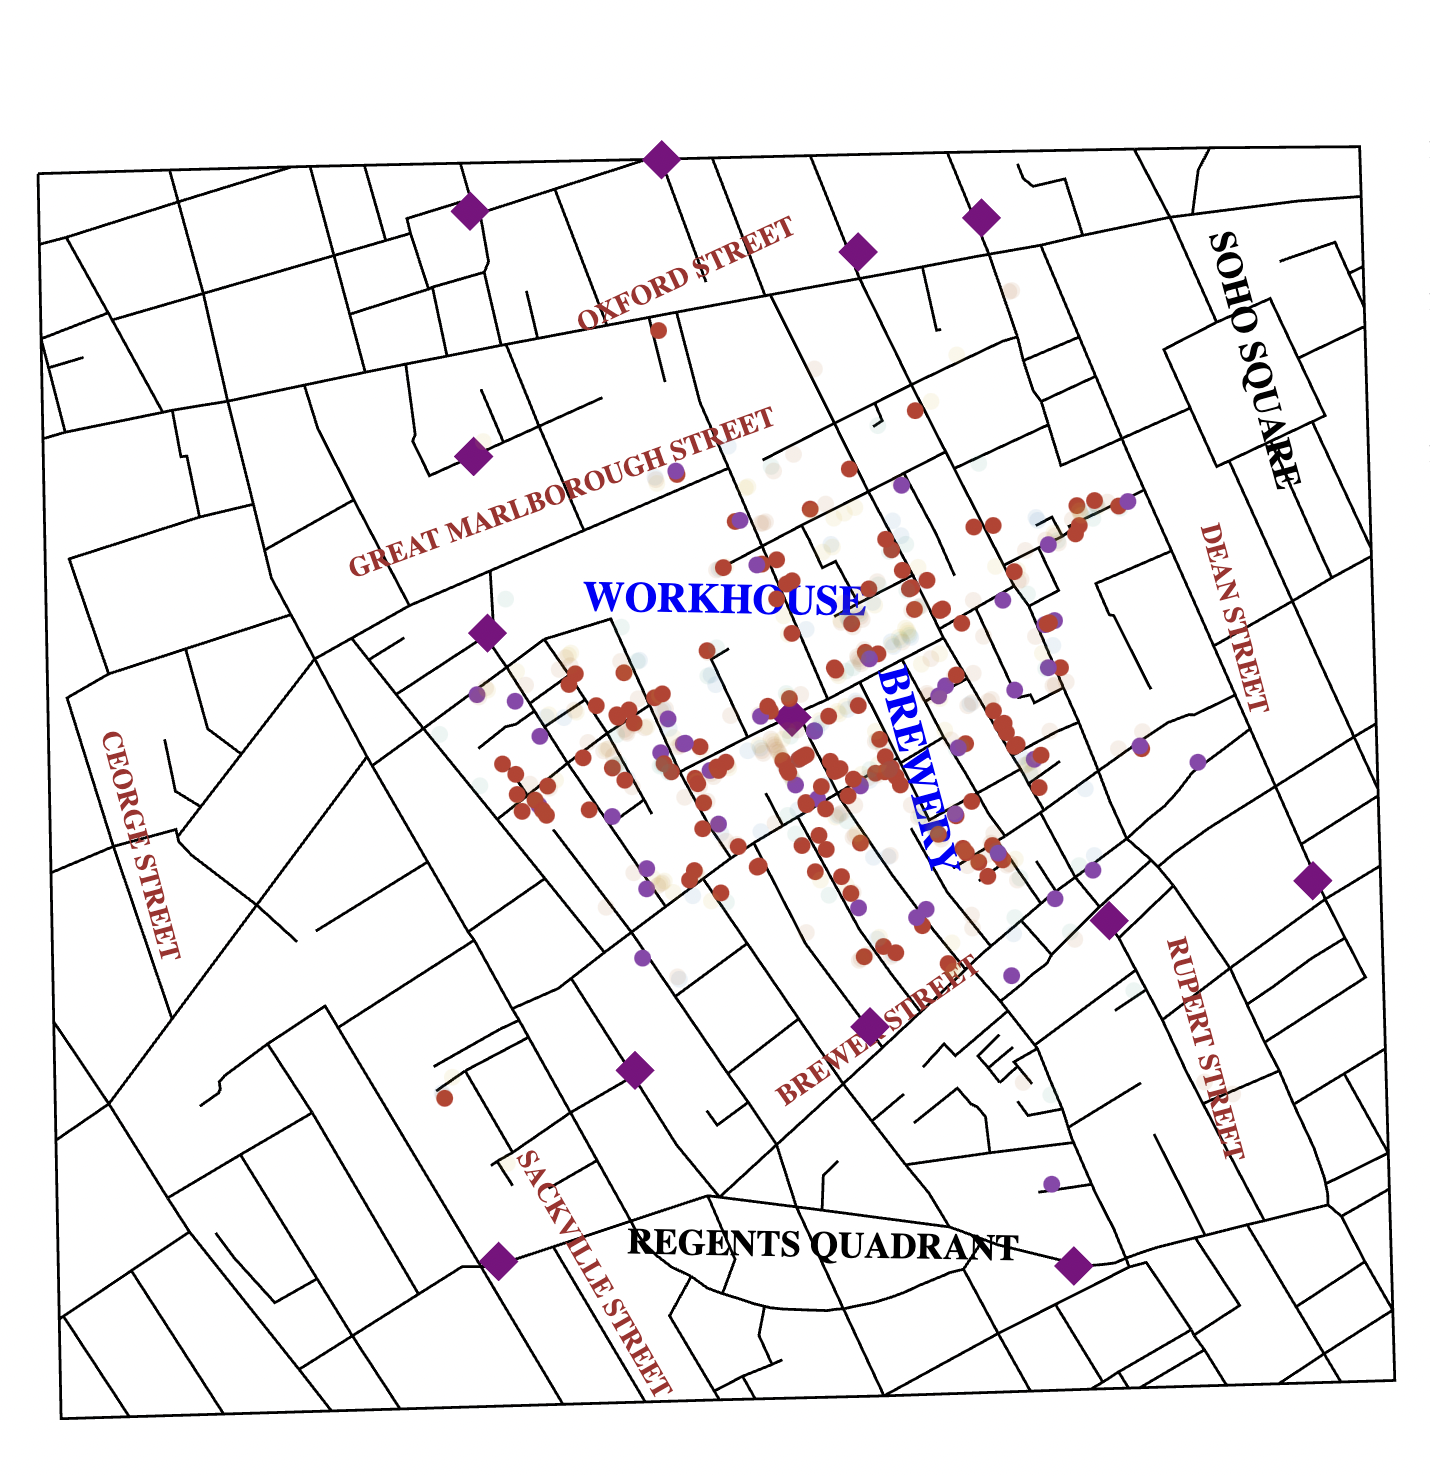 OXFORD STREET
SOHO SQUARE
GREAT MARLBOROUGH STREET
WORKHOUSE
DEAN STREET
BREWERY
CEORGE STREET
BREWER STREET
RUPERT STREET
SACKVILLE STREET
REGENTS QUADRANT